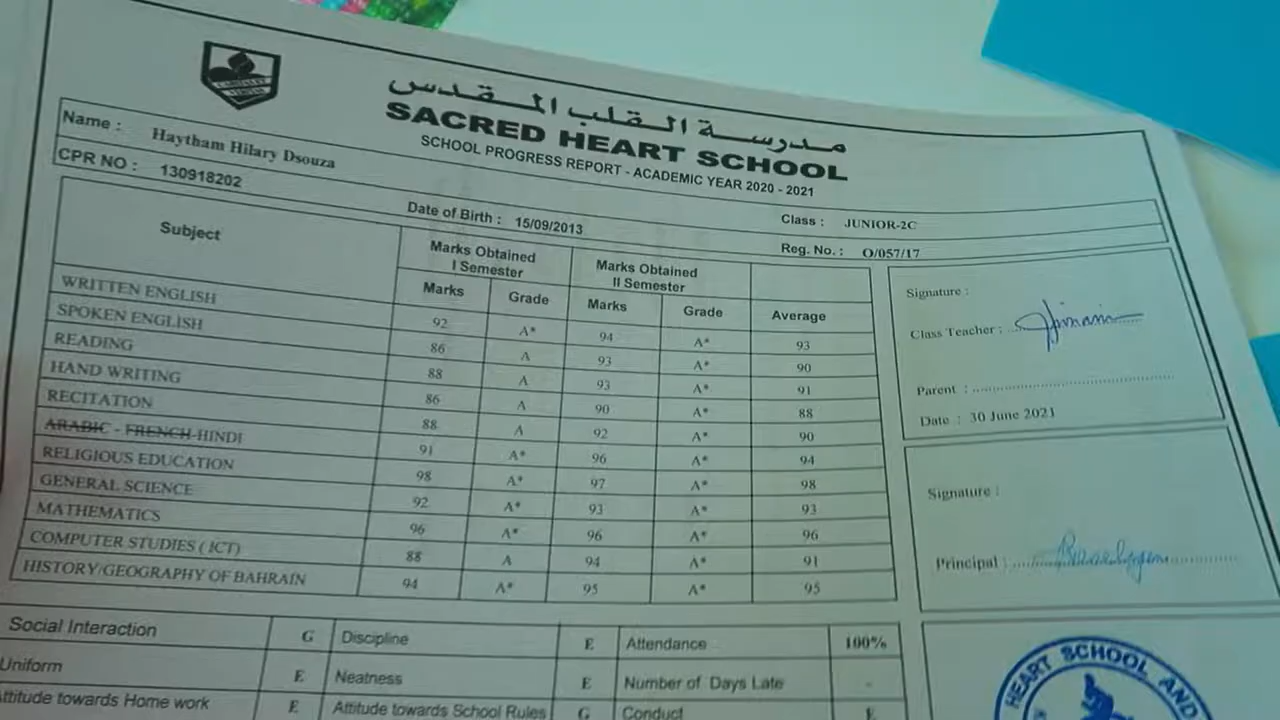 مدرسة القلب المقدس
SACRED HEART SCHOOL
SCHOOL PROGRESS REPORT - ACADEMIC YEAR 2020 - 2021
Name : Haytham Hilary Dsouza
CPR NO : 130918202
Date of Birth : 15/09/2013
Class : JUNIOR-2C
Reg. No. : O/057/17
Subject Marks Obtained I Semester Marks Obtained II Semester
Marks Grade Marks Grade Average
WRITTEN ENGLISH 92 A* 94 A* 93
SPOKEN ENGLISH 86 A 93 A* 90
READING 88 A 93 A* 91
HAND WRITING 86 A 90 A* 88
RECITATION 88 A 92 A* 90
ARABIC - FRENCH-HINDI 91 A* 96 A* 94
RELIGIOUS EDUCATION 98 A* 97 A* 98
GENERAL SCIENCE 92 A* 93 A* 93
MATHEMATICS 96 A* 96 A* 96
COMPUTER STUDIES ( ICT) 88 A 94 A* 91
HISTORY/GEOGRAPHY OF BAHRAIN 94 A* 95 A* 95
Signature :
Class Teacher :
Parent :
Date : 30 June 2021
Signature :
Principal :
Social Interaction G Discipline E Attendance 100%
Uniform E Neatness E Number of Days Late -
Attitude towards Home work E Attitude towards School Rules G Conduct E
HEART SCHOOL AND